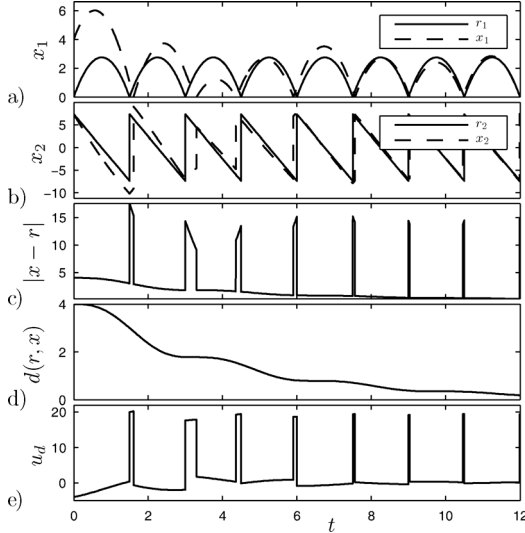 6
4
2
0
x₁
r₁
x₁
a)
5
0
−5
−10
x₂
r₂
x₂
b)
15
10
5
|x − r|
c)
4
2
0
d(r, x)
d)
20
10
0
u_d
e)
0 2 4 6 8 10 12
t